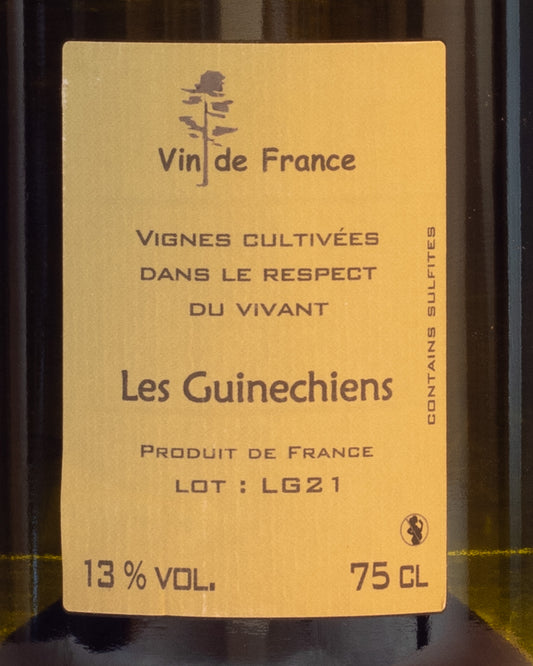 Vin de France
VIGNES CULTIVÉES
DANS LE RESPECT
DU VIVANT
Les Guinechiens
PRODUIT DE FRANCE
LOT : LG21
13 % VOL.
75 CL
CONTAINS SULFITES